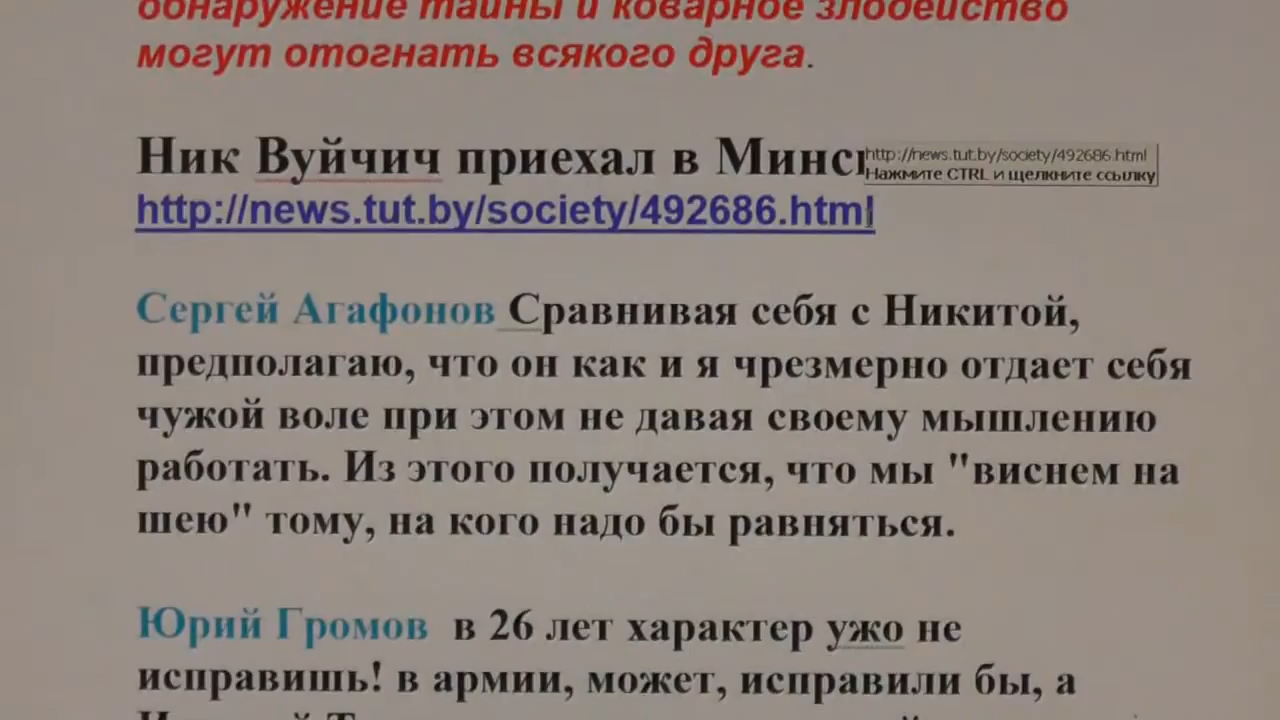 обнаружение тайны и коварное злодейство
могут отогнать всякого друга.
Ник Вуйчич приехал в Минс
http://news.tut.by/society/492686.html
Нажмите CTRL и щелкните ссылку
http://news.tut.by/society/492686.html
Сергей Агафонов Сравнивая себя с Никитой,
предполагаю, что он как и я чрезмерно отдает себя
чужой воле при этом не давая своему мышлению
работать. Из этого получается, что мы "виснем на
шею" тому, на кого надо бы равняться.
Юрий Громов в 26 лет характер ужо не
исправишь! в армии, может, исправили бы, а